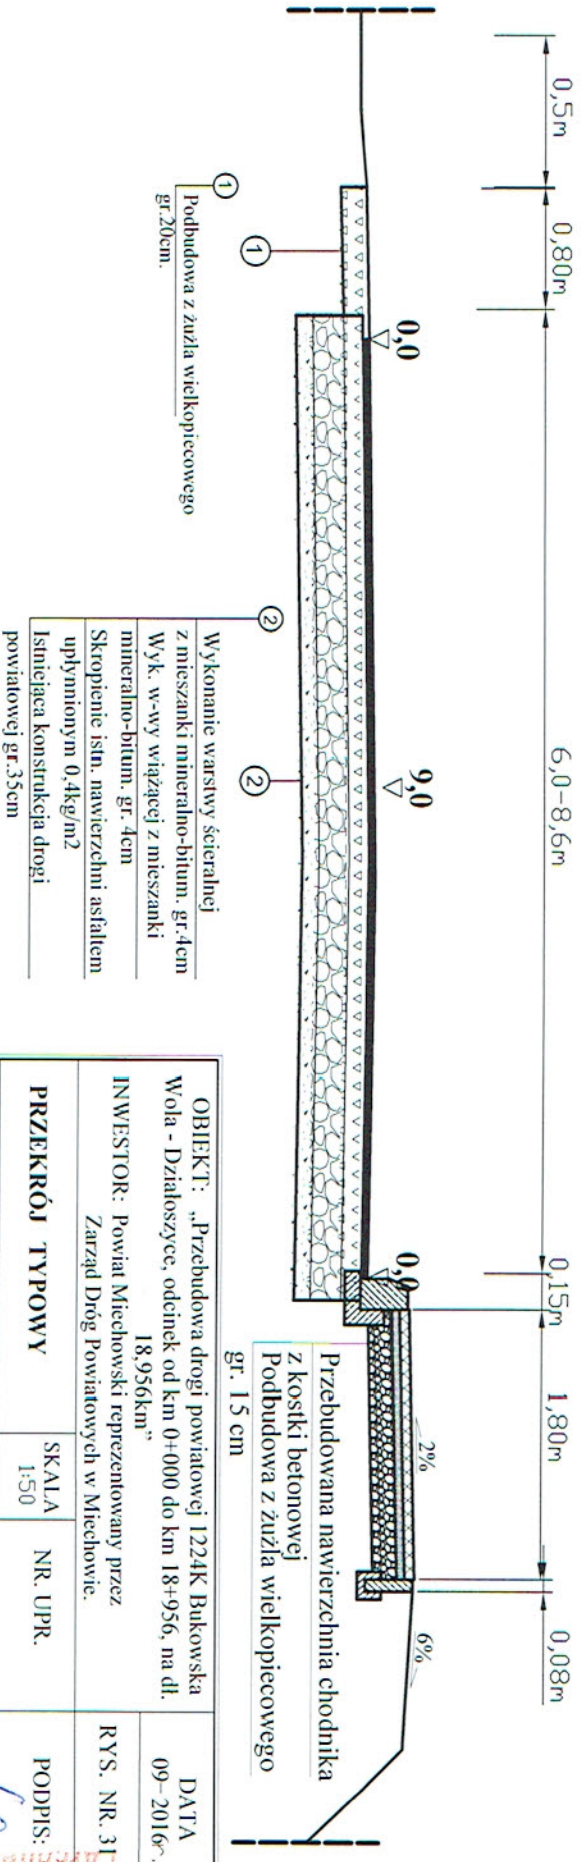 0,5m
0,80m
6,0-8,6m
0,15m
1,80m
0,08m
0,0
9,0
0,0
2%
6%
1
1
Podbudowa z żużla wielkopiecowego
gr.20cm.
2
2
Wykonanie warstwy ścieralnej
z mieszanki mineralno-bitum. gr.4cm
Wyk. w-wy wiążącej z mieszanki
mineralno-bitum. gr. 4cm
Skropienie istn. nawierzchni asfaltem
upłynnionym 0,4kg/m2
Istniejąca konstrukcja drogi
powiatowej gr.35cm
Przebudowana nawierzchnia chodnika
z kostki betonowej
Podbudowa z żużla wielkopiecowego
gr. 15 cm
OBIEKT: „Przebudowa drogi powiatowej 1224K Bukowska
Wola - Działoszyce, odcinek od km 0+000 do km 18+956, na dł.
18,956km”
DATA
09-2016r.
INWESTOR: Powiat Miechowski reprezentowany przez
Zarząd Dróg Powiatowych w Miechowie.
RYS. NR. 31
PRZEKRÓJ TYPOWY
SKALA
1:50
NR. UPR.
PODPIS: